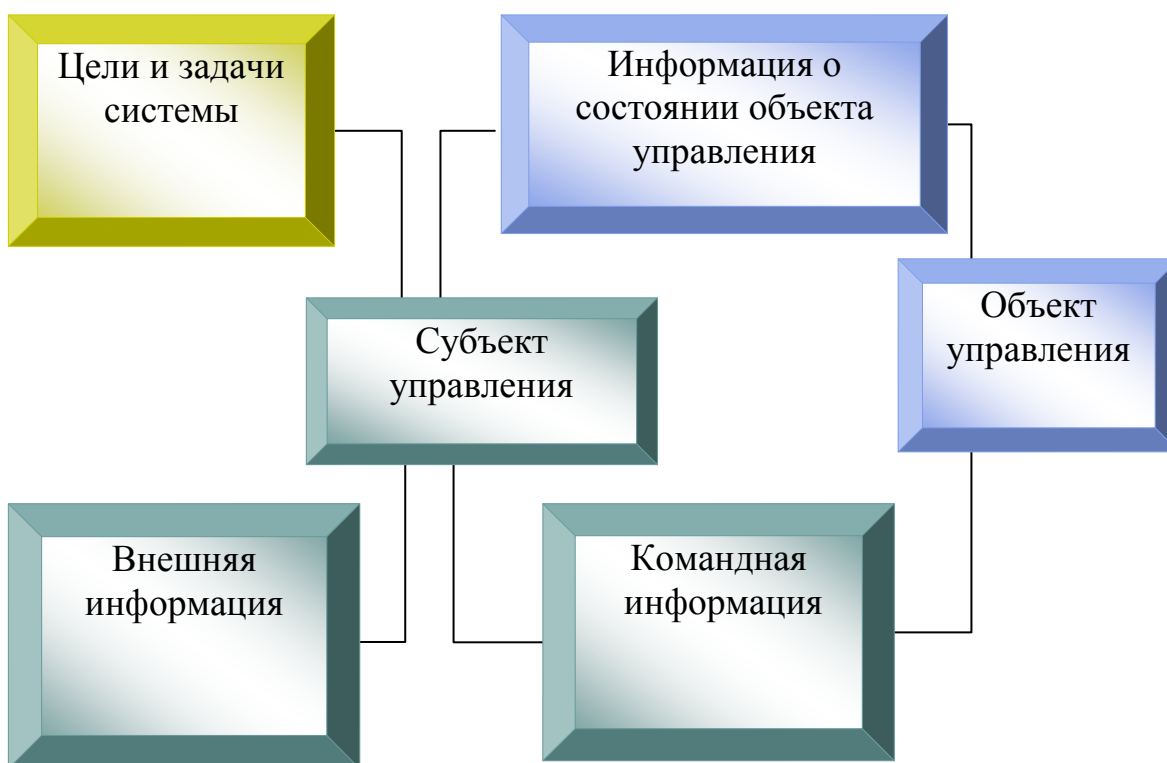 Цели и задачи
системы
Информация о
состоянии объекта
управления
Субъект
управления
Объект
управления
Внешняя
информация
Командная
информация